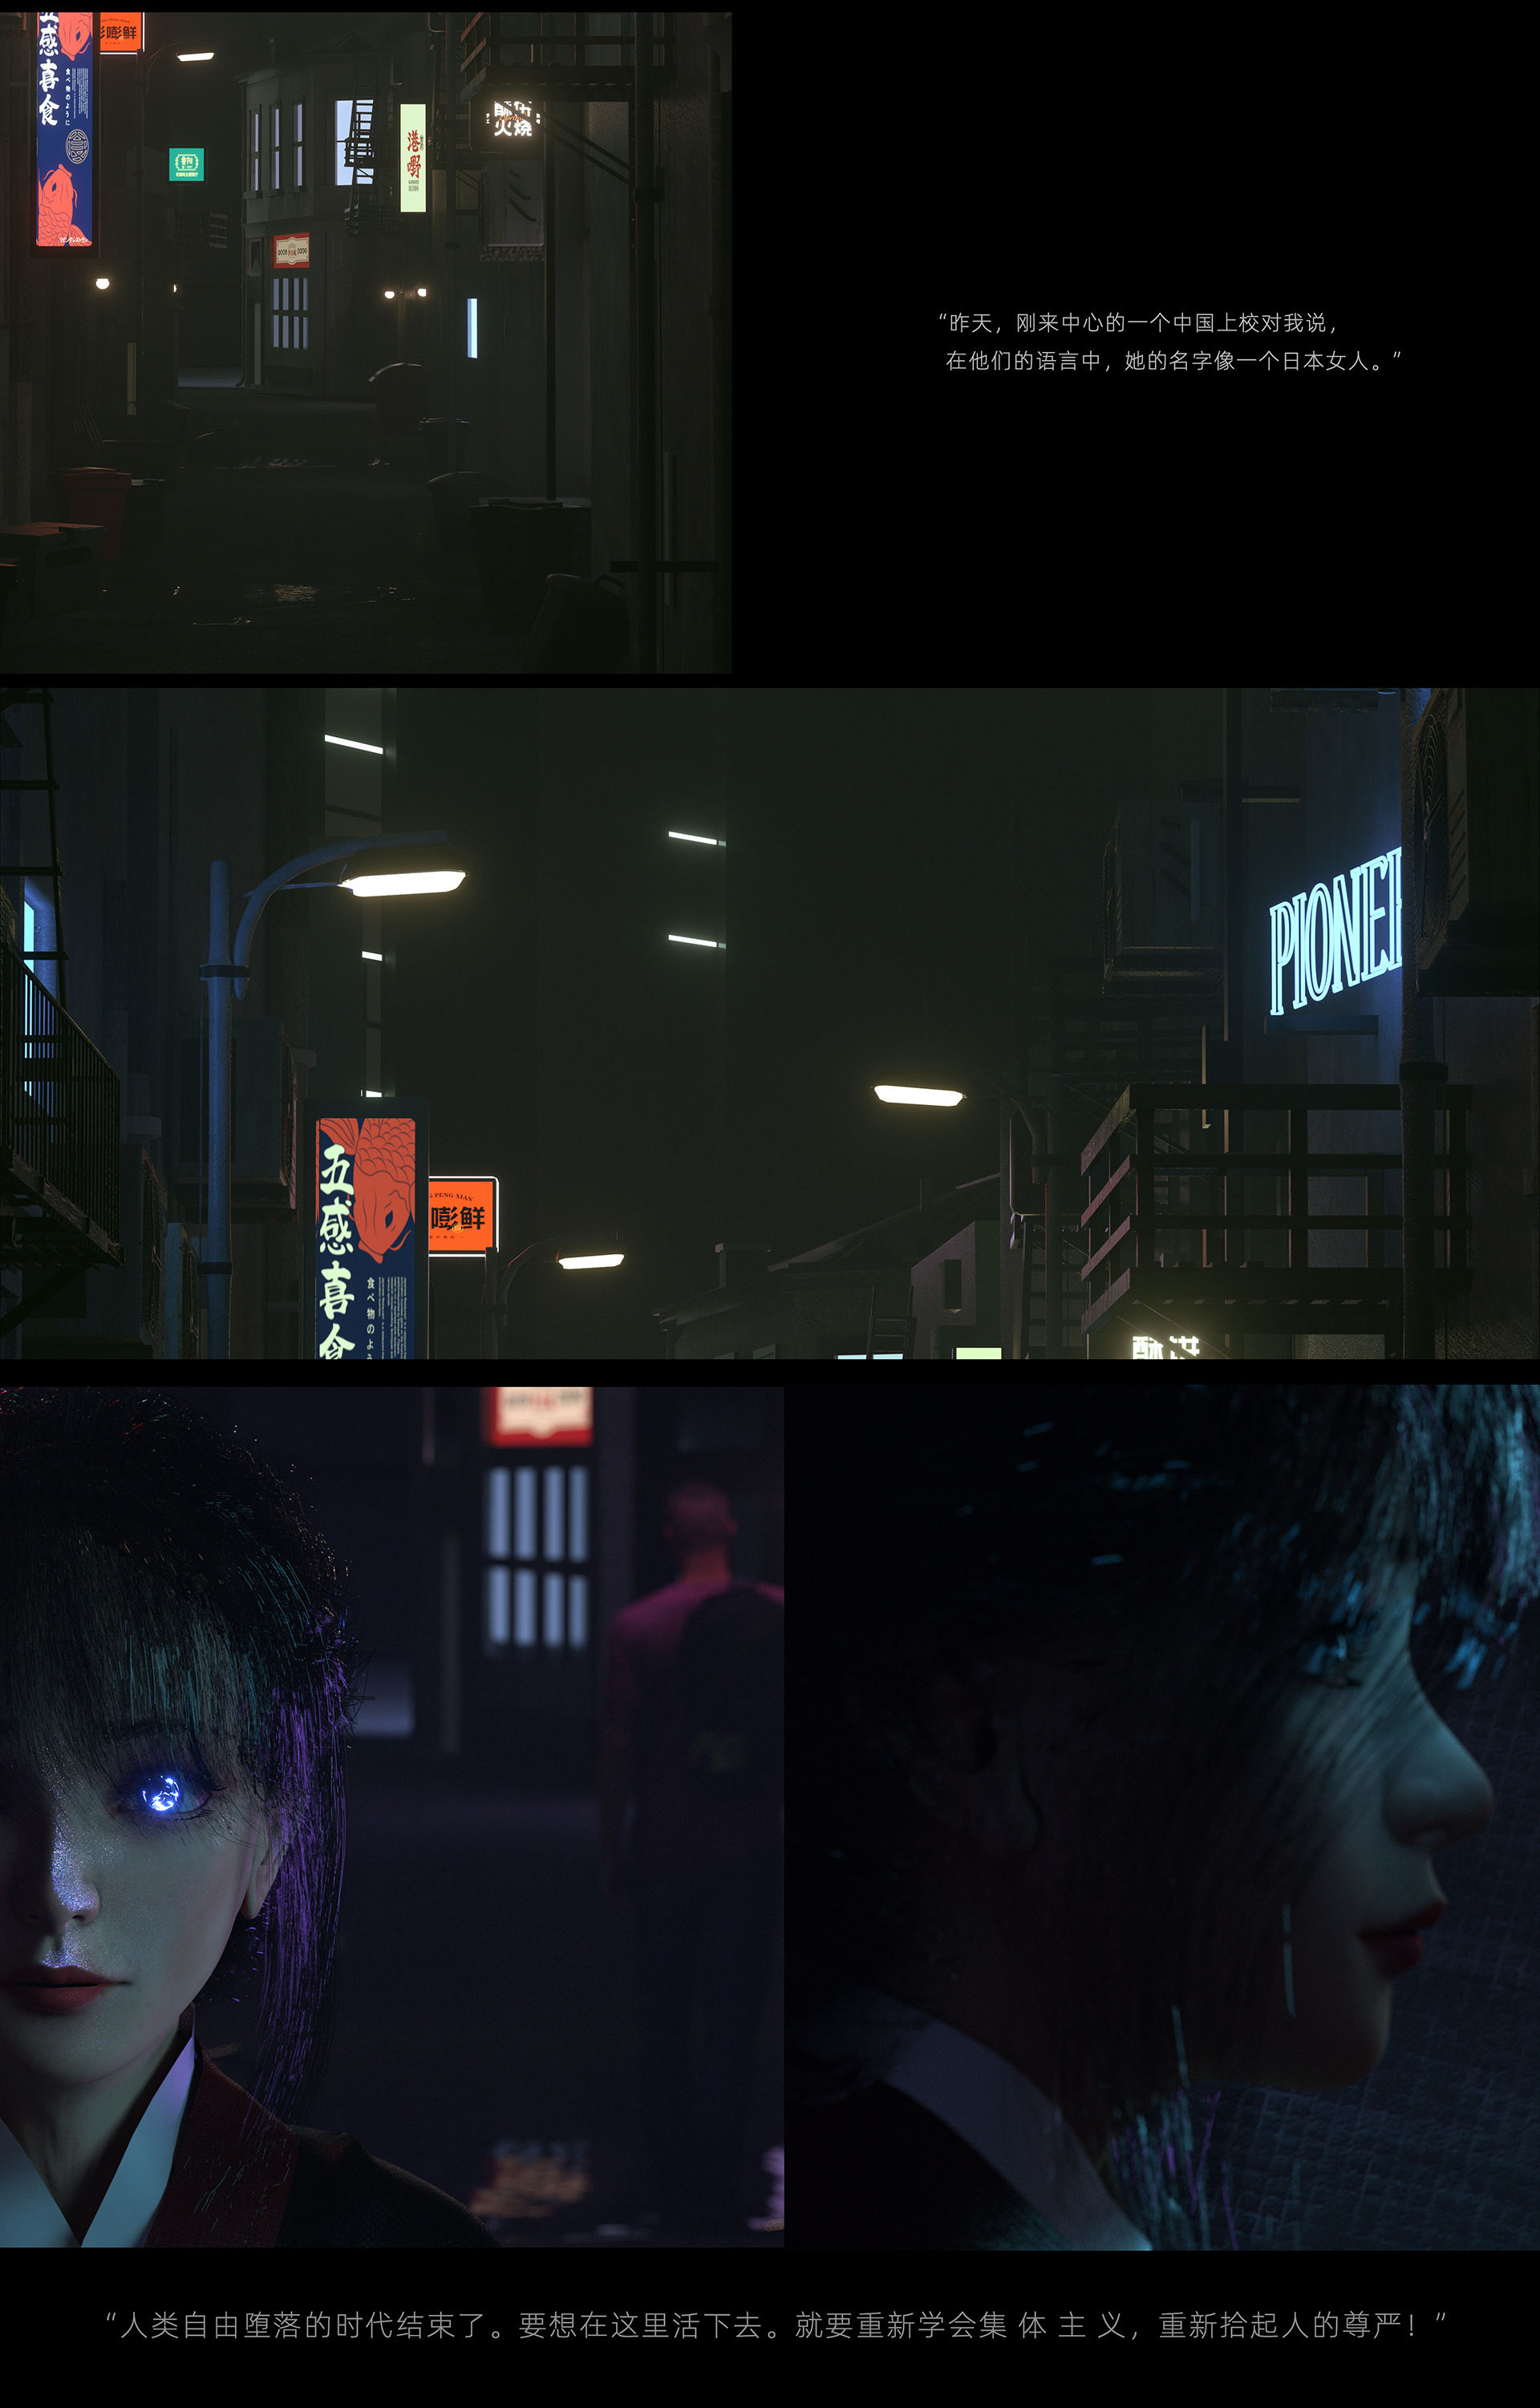 五感喜食
嘭鲜
食べ物のように
港嘢
火烧
“昨天，刚来中心的一个中国上校对我说，
在他们的语言中，她的名字像一个日本女人。”
PIONEE
五感喜食
PENG XIAN
嘭鲜
食べ物のよう
“人类自由堕落的时代结束了。要想在这里活下去。就要重新学会集 体 主 义，重新拾起人的尊严！”